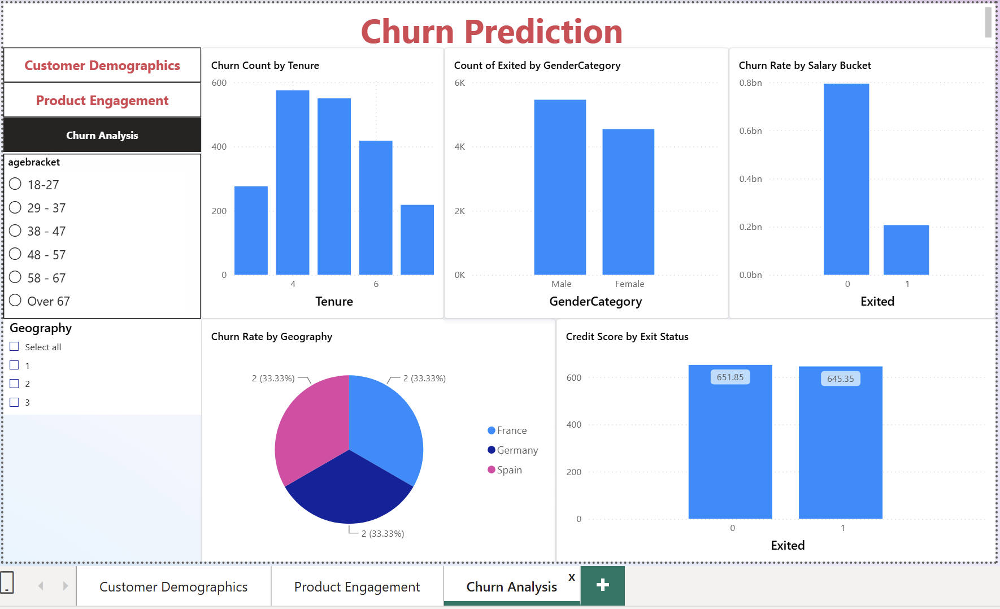 Churn Prediction
Customer Demographics
Product Engagement
Churn Analysis
agebracket
18-27
29 - 37
38 - 47
48 - 57
58 - 67
Over 67
Geography
Select all
1
2
3
Churn Count by Tenure
600
400
200
0
4 6
Tenure
Count of Exited by GenderCategory
6K
4K
2K
0K
Male Female
GenderCategory
Churn Rate by Salary Bucket
0.8bn
0.6bn
0.4bn
0.2bn
0.0bn
0 1
Exited
Churn Rate by Geography
2 (33.33%) 2 (33.33%)
2 (33.33%)
France
Germany
Spain
Credit Score by Exit Status
600
400
200
0
651.85 645.35
0 1
Exited
Customer Demographics Product Engagement Churn Analysis X +